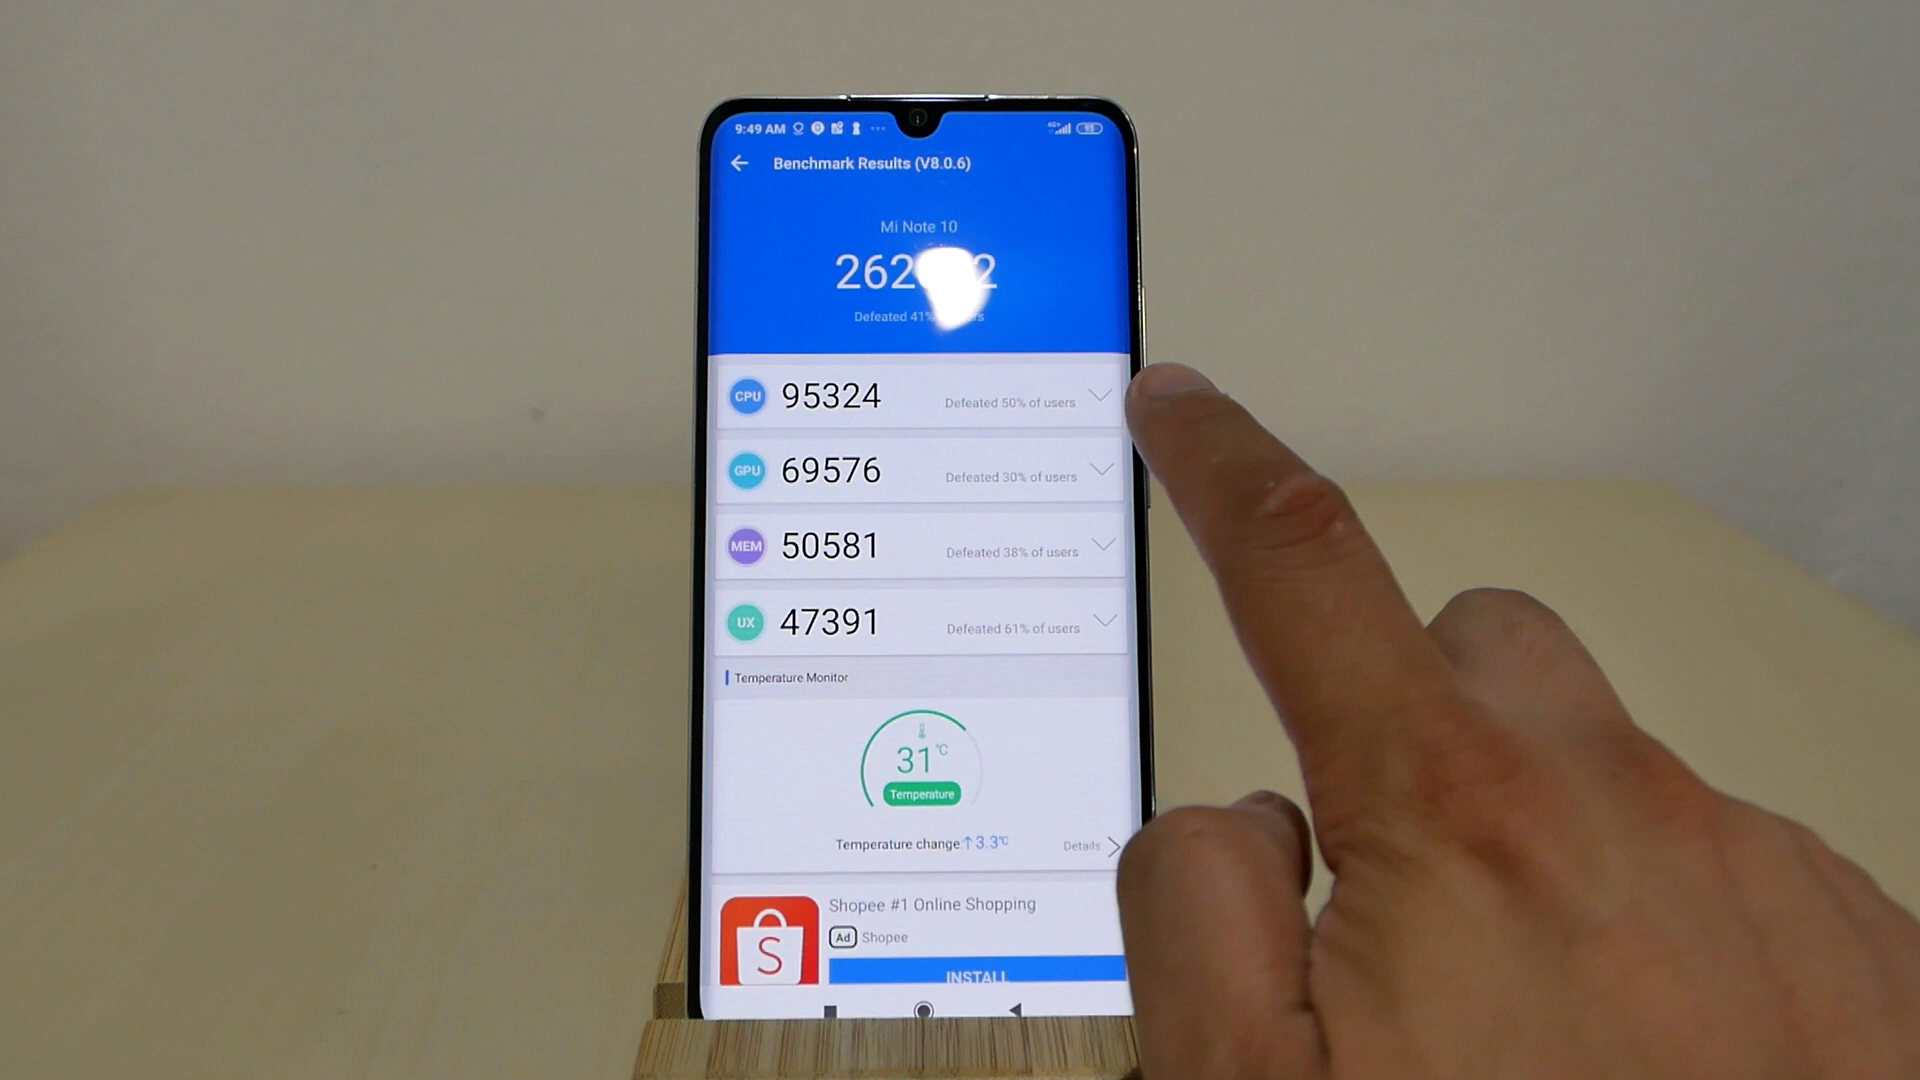 9:49 AM
95
Benchmark Results (V8.0.6)
Mi Note 10
Defeated 41%
CPU 95324 Defeated 50% of users
GPU 69576 Defeated 30% of users
MEM 50581 Defeated 38% of users
UX 47391 Defeated 61% of users
Temperature Monitor
31°C
Temperature
Temperature change↑3.3℃ Details
Shopee #1 Online Shopping
Ad Shopee
S
INSTALL